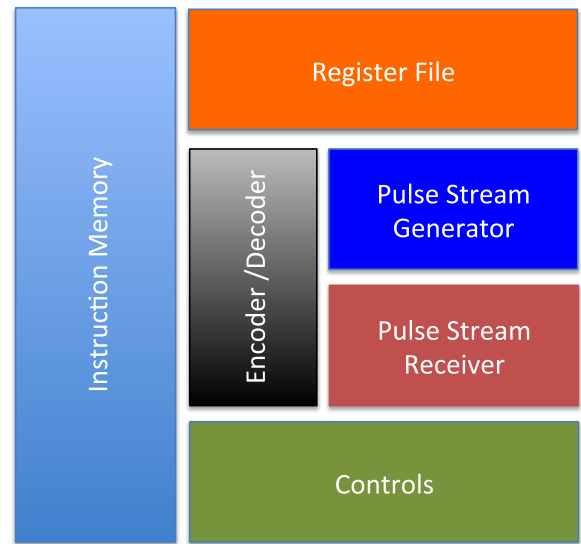 Instruction Memory
Register File
Encoder /Decoder
Pulse Stream
Generator
Pulse Stream
Receiver
Controls